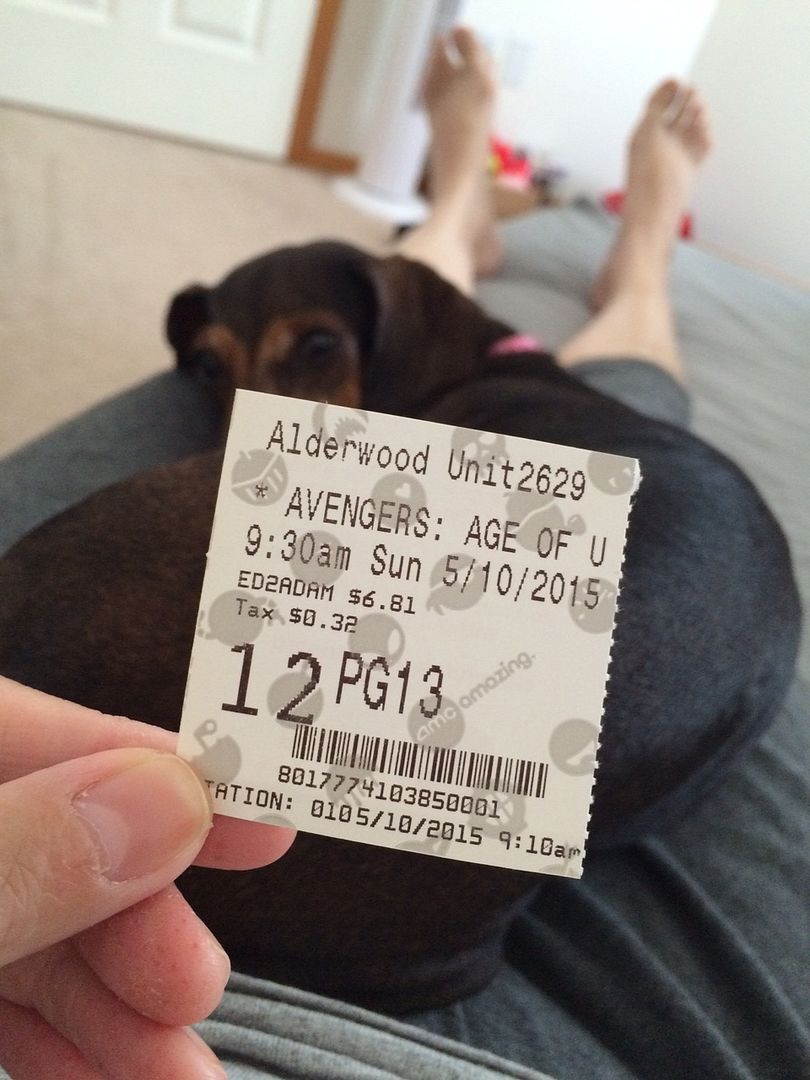 Alderwood Unit2629
* AVENGERS: AGE OF U
9:30am Sun 5/10/2015
ED2ADAM $6.81
Tax $0.32
12 PG13
amc amazing.
8017774103850001
TATION: 0105/10/2015 9:10am